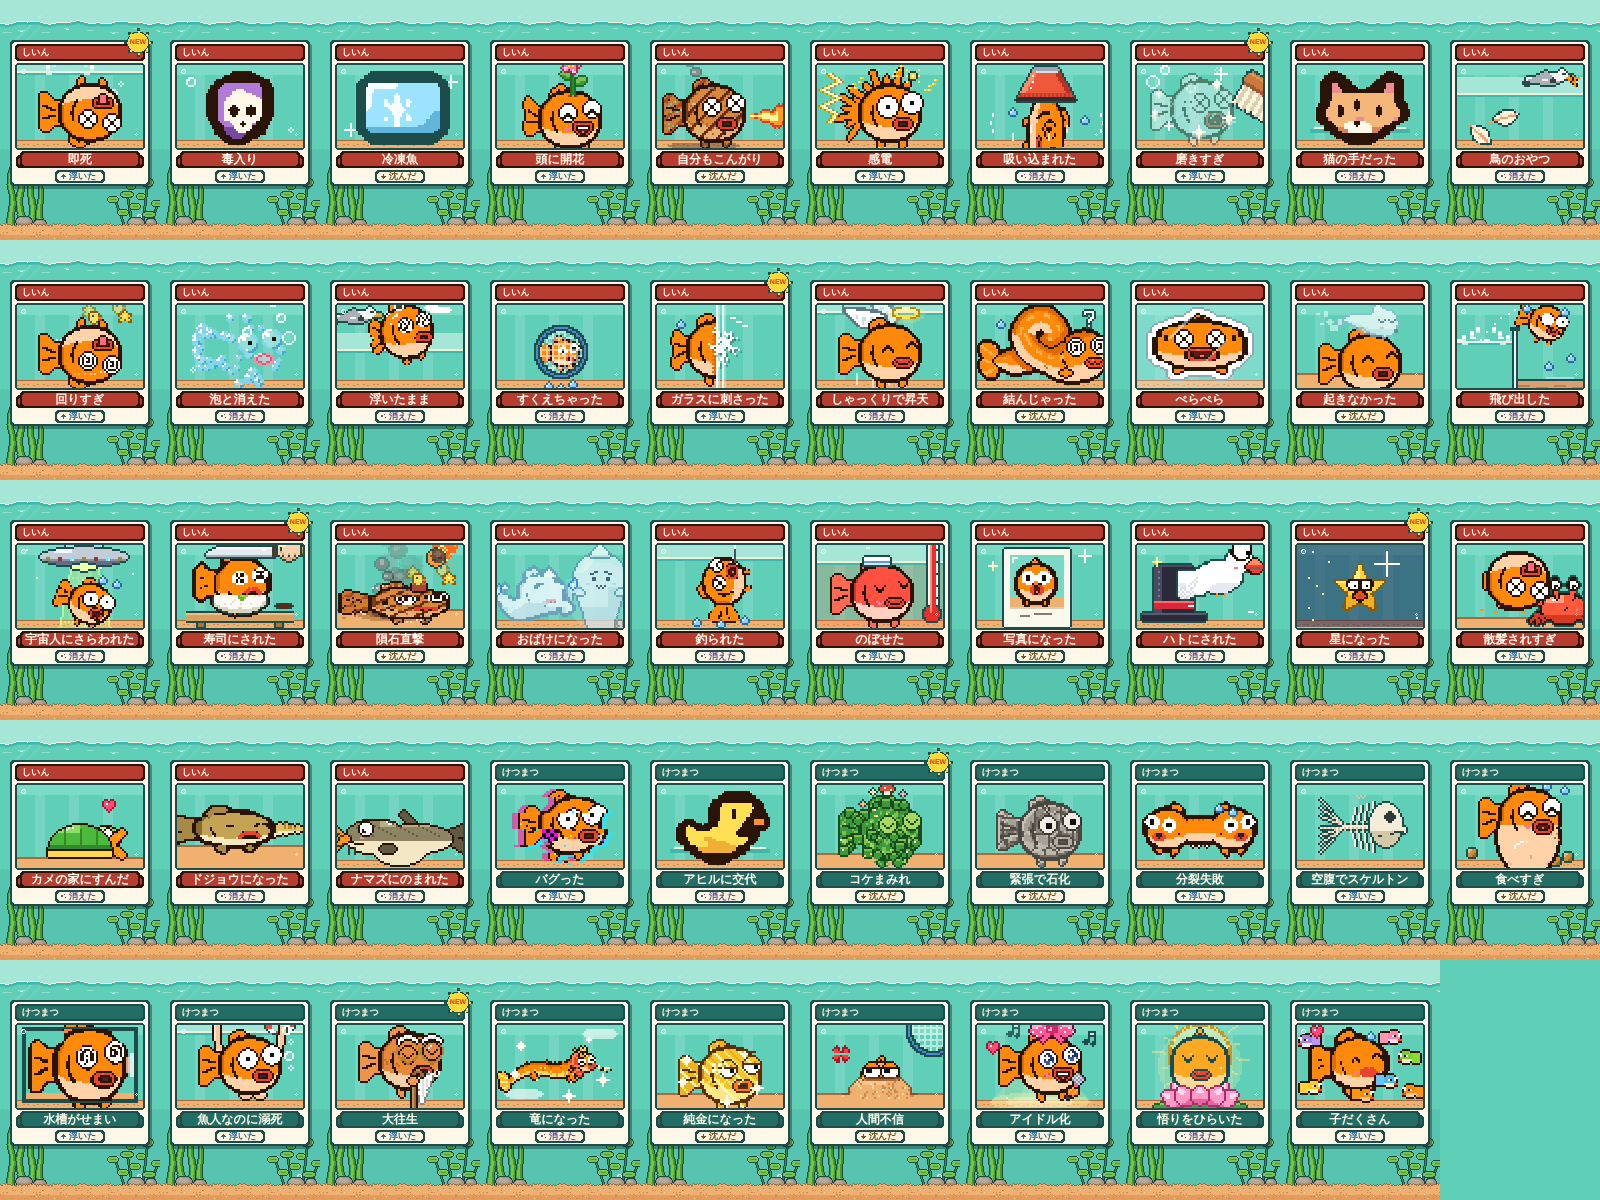 NEW
しいん
即死
浮いた
しいん
毒入り
浮いた
しいん
冷凍魚
浮いた
しいん
頭に開花
浮いた
しいん
自分もこんがり
沈んだ
しいん
感電
浮いた
しいん
吸い込まれた
消えた
NEW
しいん
磨きすぎ
浮いた
しいん
猫の手だった
消えた
しいん
鳥のおやつ
消えた
しいん
回りすぎ
浮いた
しいん
泡と消えた
消えた
しいん
浮いたまま
消えた
しいん
すくえちゃった
消えた
NEW
しいん
ガラスに刺さった
浮いた
しいん
しゃっくりで昇天
消えた
しいん
結んじゃった
沈んだ
しいん
ぺらぺら
浮いた
しいん
起きなかった
沈んだ
しいん
飛び出した
消えた
しいん
宇宙人にさらわれた
消えた
NEW
しいん
寿司にされた
消えた
しいん
隕石直撃
沈んだ
しいん
おばけになった
消えた
しいん
釣られた
消えた
しいん
のぼせた
浮いた
しいん
写真になった
沈んだ
しいん
ハトにされた
消えた
NEW
しいん
星になった
消えた
しいん
散髪されすぎ
浮いた
しいん
カメの家にすんだ
消えた
しいん
ドジョウになった
消えた
しいん
ナマズにのまれた
消えた
けつまつ
バグった
浮いた
けつまつ
アヒルに交代
消えた
NEW
けつまつ
コケまみれ
沈んだ
けつまつ
緊張で石化
沈んだ
けつまつ
分裂失敗
浮いた
けつまつ
空腹でスケルトン
沈んだ
けつまつ
食べすぎ
沈んだ
けつまつ
水槽がせまい
浮いた
けつまつ
魚人なのに溺死
浮いた
NEW
けつまつ
大往生
浮いた
けつまつ
竜になった
消えた
けつまつ
純金になった
沈んだ
けつまつ
人間不信
沈んだ
けつまつ
アイドル化
浮いた
けつまつ
悟りをひらいた
消えた
けつまつ
子だくさん
浮いた